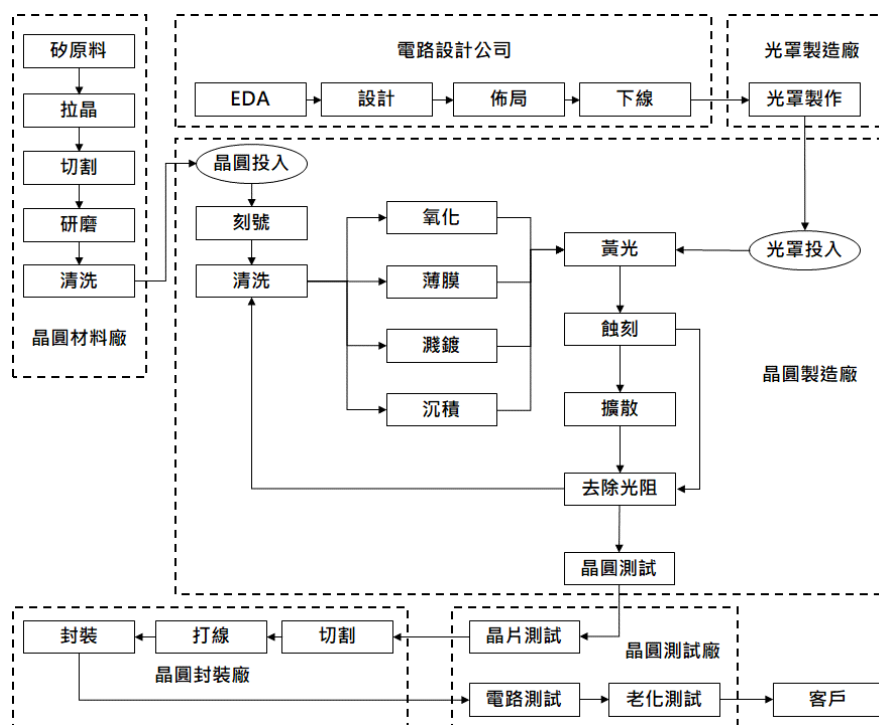 矽原料
拉晶
切割
研磨
清洗
晶圓材料廠
電路設計公司
EDA
設計
佈局
下線
光罩製造廠
光罩製作
晶圓投入
刻號
清洗
氧化
薄膜
濺鍍
沉積
黃光
光罩投入
蝕刻
擴散
去除光阻
晶圓測試
晶圓製造廠
封裝
打線
切割
晶圓封裝廠
晶片測試
晶圓測試廠
電路測試
老化測試
客戶